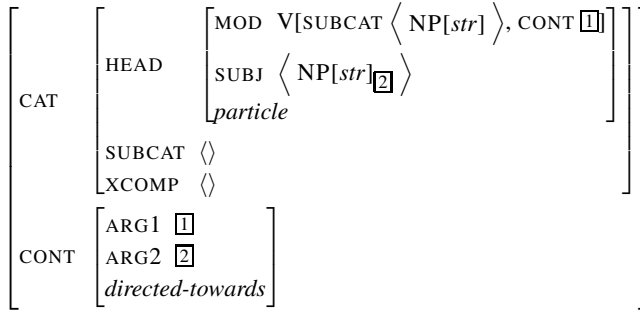 MOD V[SUBCAT ⟨ NP[str] ⟩, CONT 1]
HEAD SUBJ ⟨ NP[str]2 ⟩
particle
CAT
SUBCAT ⟨⟩
XCOMP ⟨⟩
ARG1 1
CONT ARG2 2
directed-towards